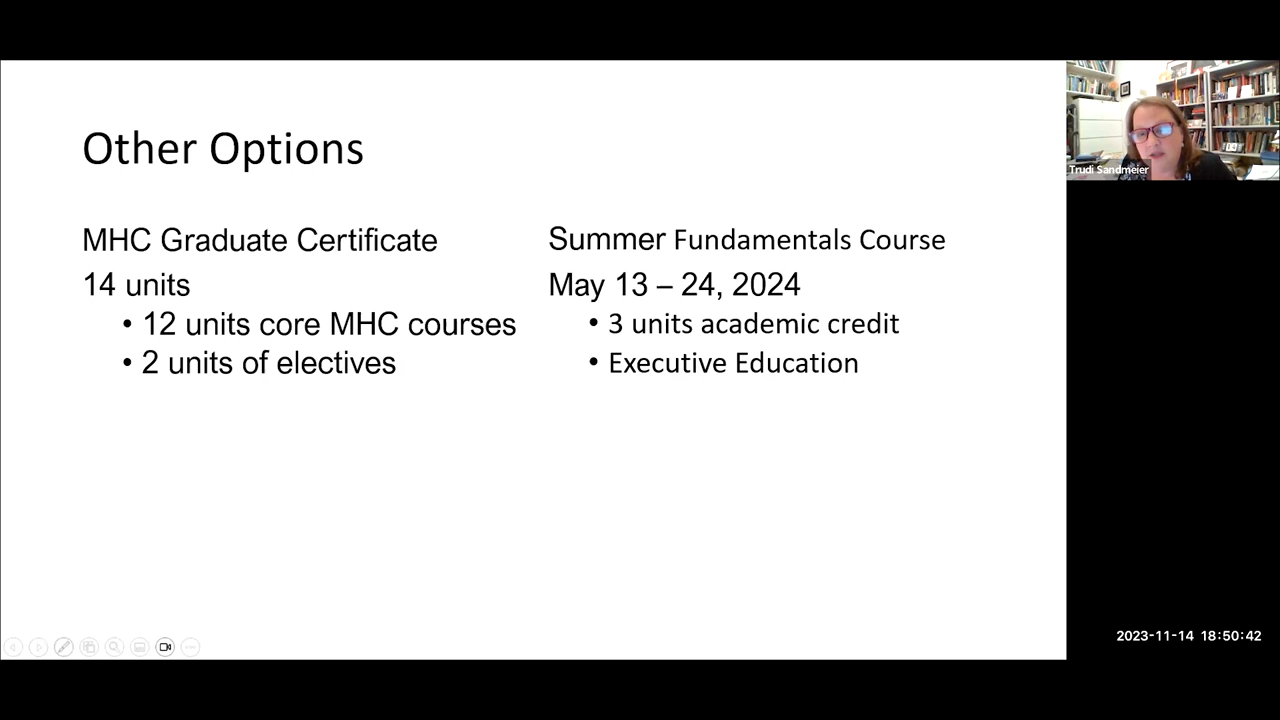 Other Options
MHC Graduate Certificate
14 units
• 12 units core MHC courses
• 2 units of electives
Summer Fundamentals Course
May 13 – 24, 2024
• 3 units academic credit
• Executive Education
Trudi Sandmeier
2023-11-14 18:50:42